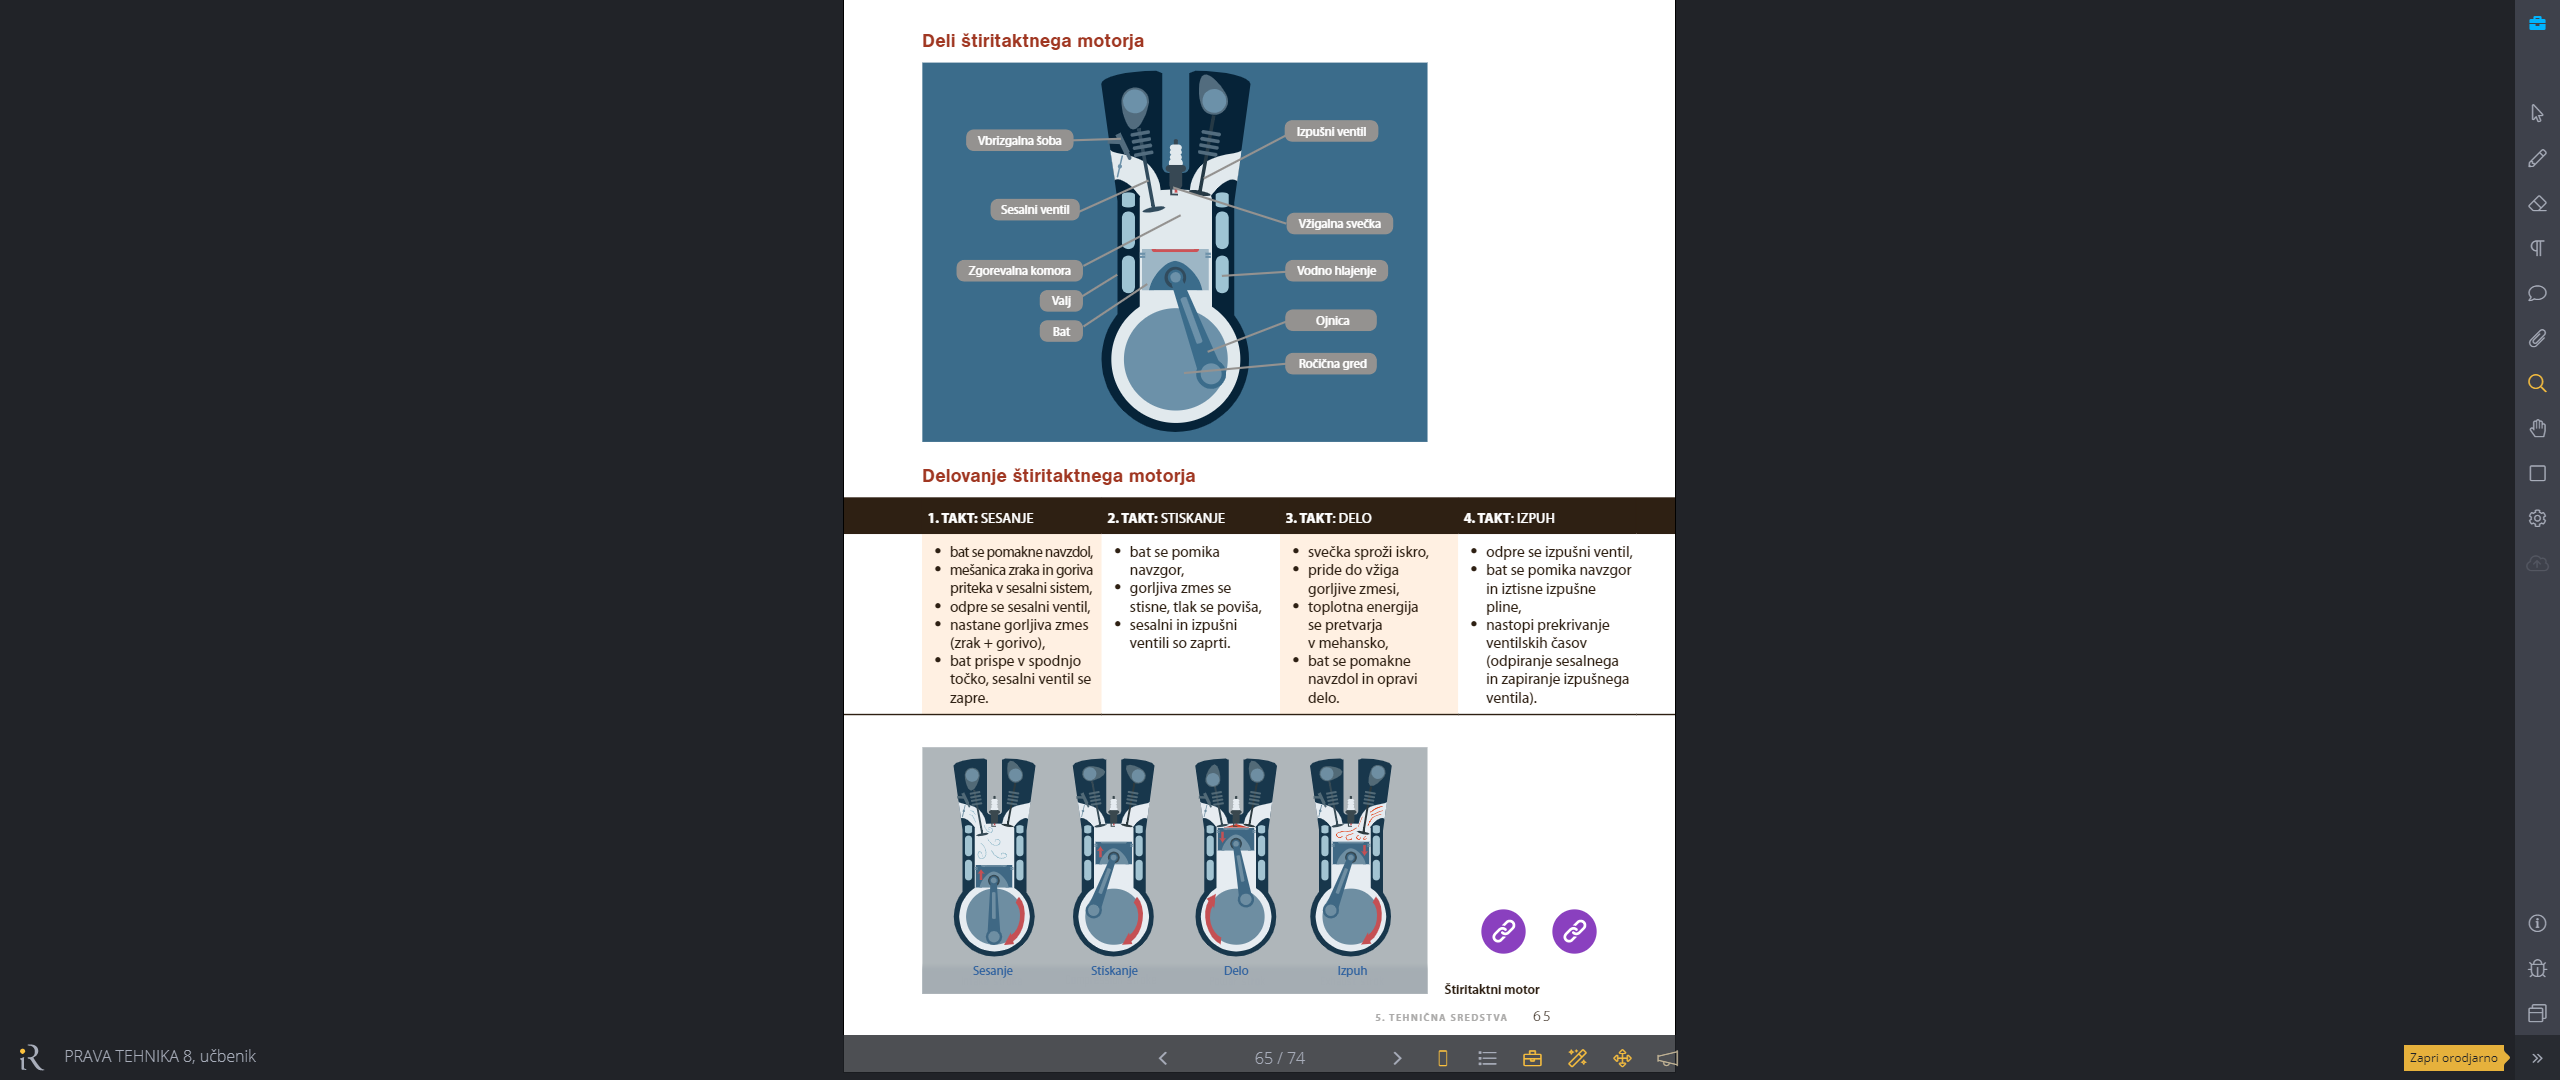 Deli štiritaktnega motorja
Vbrizgalna šoba
Izpušni ventil
Sesalni ventil
Vžigalna svečka
Zgorevalna komora
Vodno hlajenje
Valj
Bat
Ojnica
Ročična gred
Delovanje štiritaktnega motorja
1. TAKT: SESANJE
• bat se pomakne navzdol,
• mešanica zraka in goriva
priteka v sesalni sistem,
• odpre se sesalni ventil,
• nastane gorljiva zmes
(zrak + gorivo),
• bat prispe v spodnjo
točko, sesalni ventil se
zapre.
2. TAKT: STISKANJE
• bat se pomika
navzgor,
• gorljiva zmes se
stisne, tlak se poviša,
• sesalni in izpušni
ventili so zaprti.
3. TAKT: DELO
• svečka sproži iskro,
• pride do vžiga
gorljive zmesi,
• toplotna energija
se pretvarja
v mehansko,
• bat se pomakne
navzdol in opravi
delo.
4. TAKT: IZPUH
• odpre se izpušni ventil,
• bat se pomika navzgor
in iztisne izpušne
pline,
• nastopi prekrivanje
ventilskih časov
(odpiranje sesalnega
in zapiranje izpušnega
ventila).
Sesanje
Stiskanje
Delo
Izpuh
Štiritaktni motor
5. TEHNIČNA SREDSTVA 65
iR
PRAVA TEHNIKA 8, učbenik
65 / 74
Zapri orodjarno